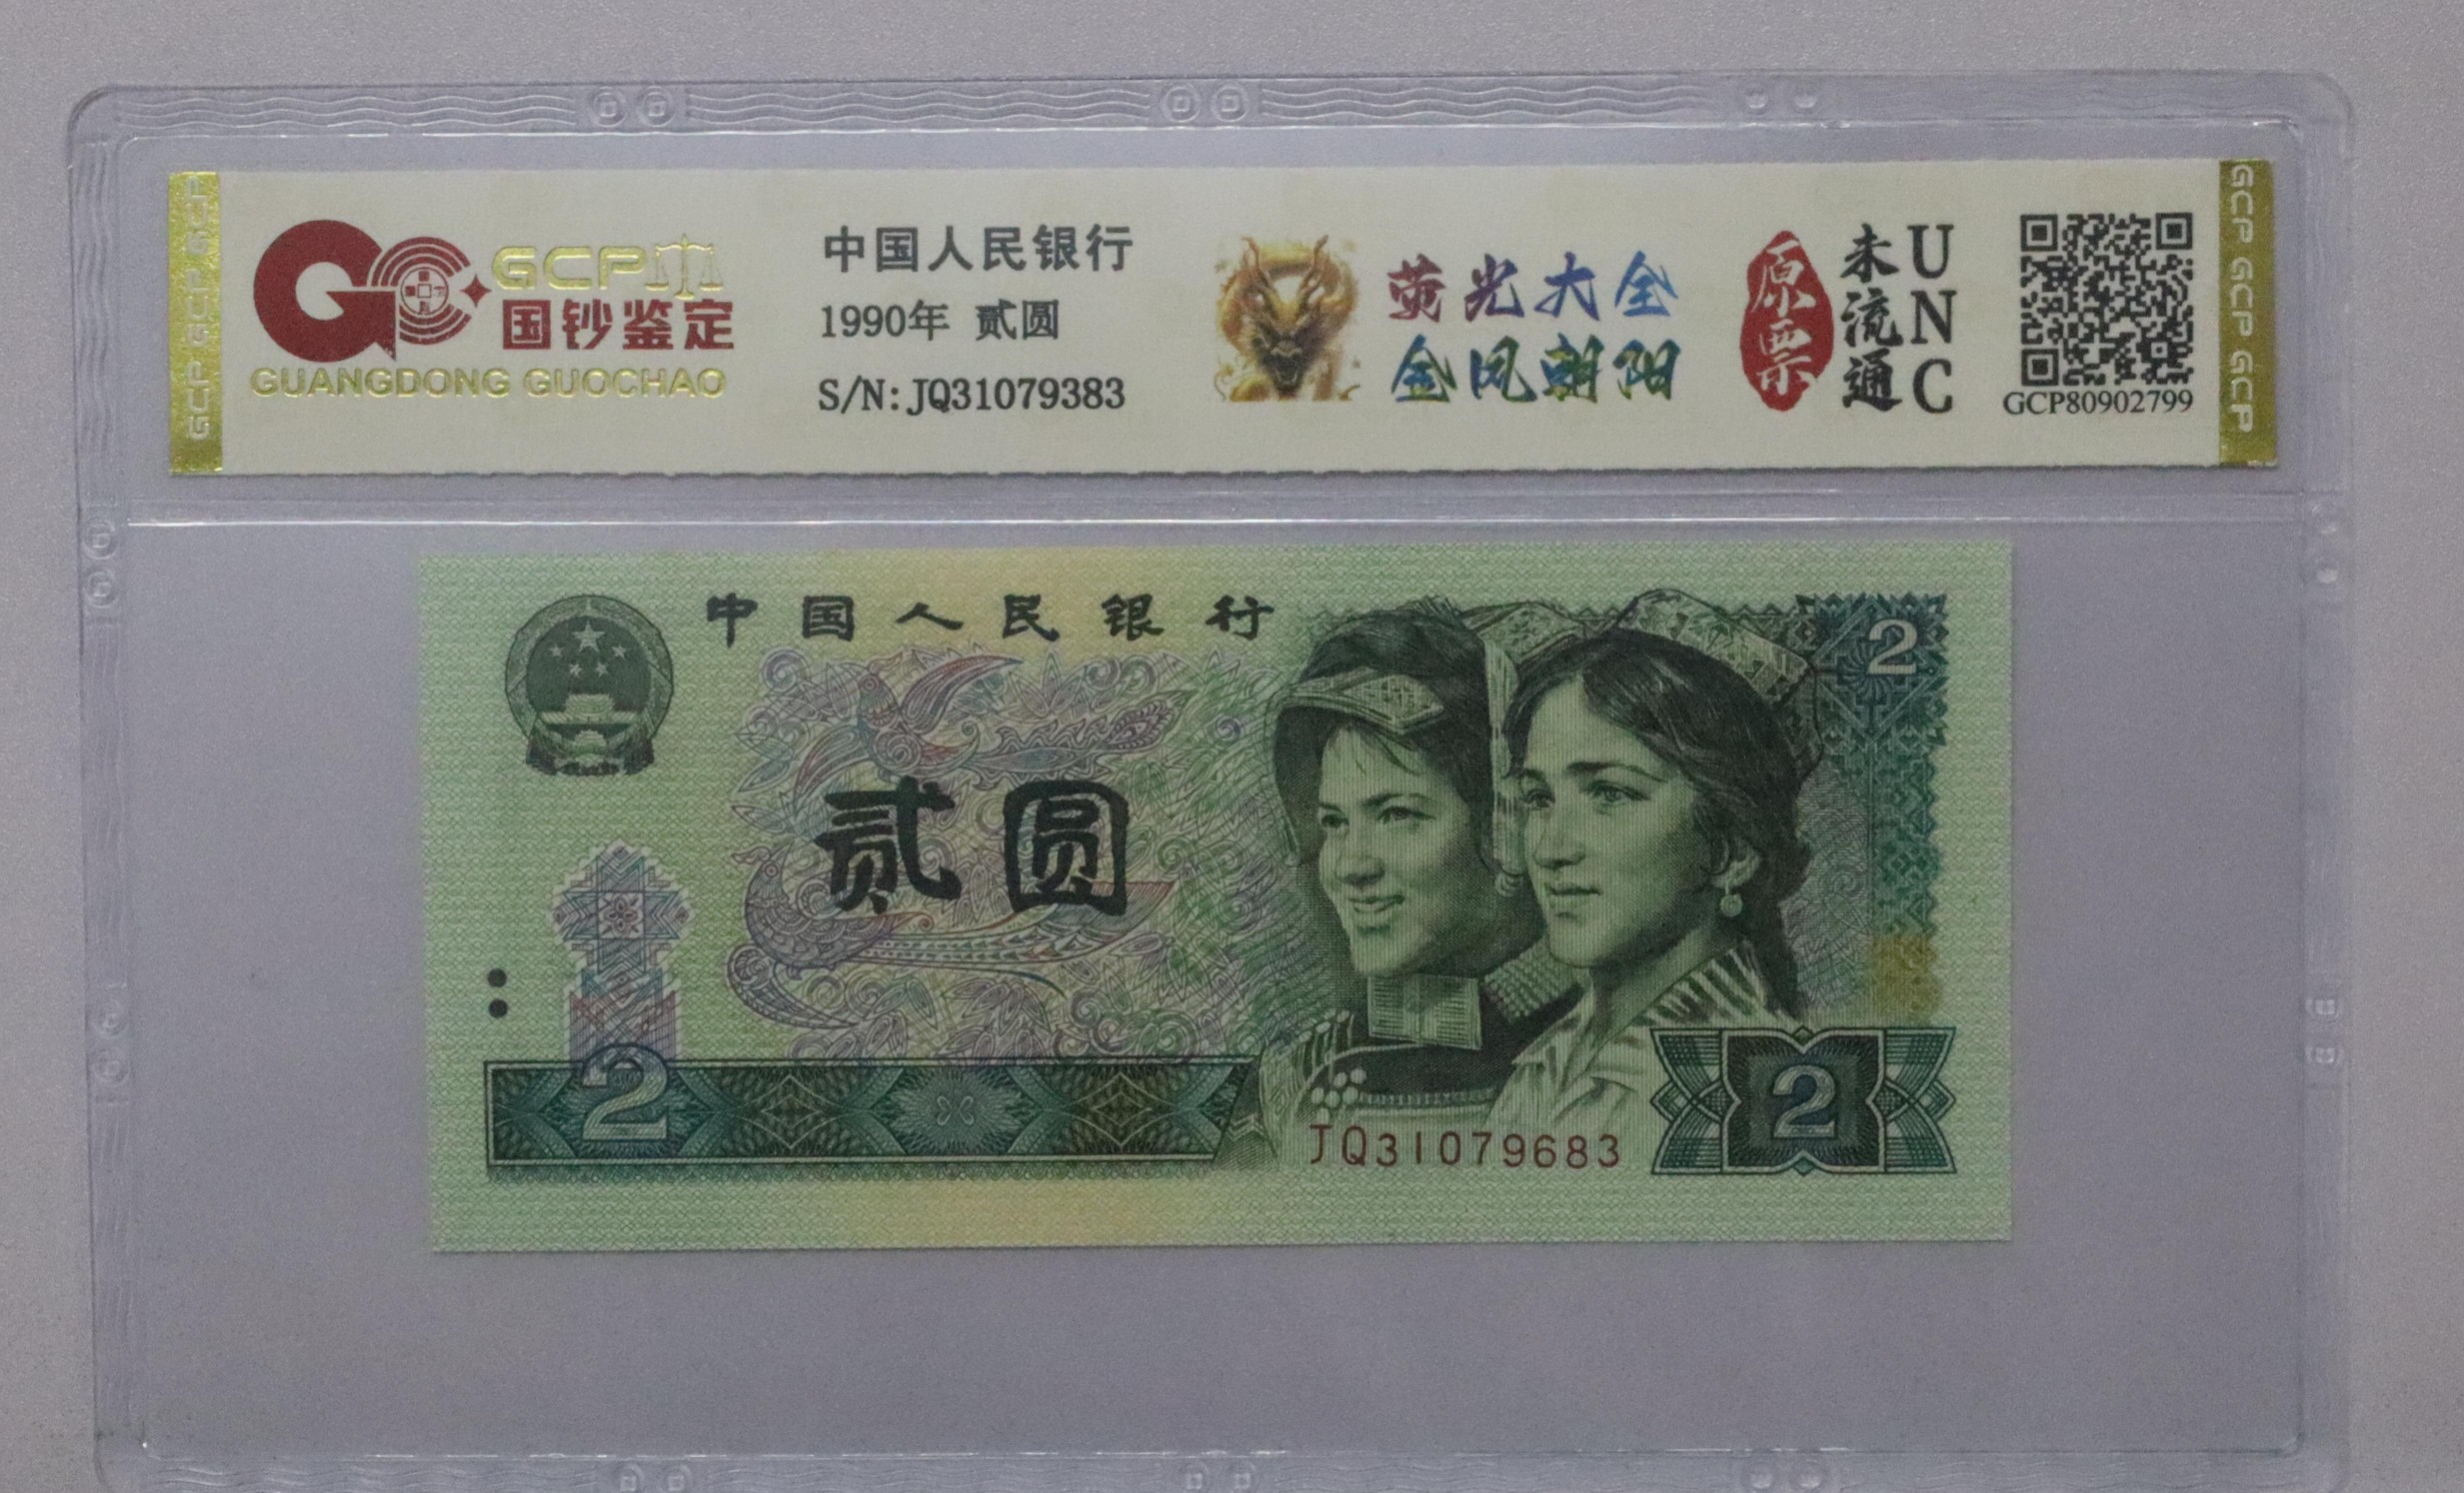 GCP GCP GCP
GCP
国钞鉴定
GUANGDONG GUOCHAO
中国人民银行
1990年 贰圆
S/N:JQ31079383
荧光大全
金凤朝阳
原票
未流通
UNC
GCP80902799
GCP GCP GCP
中国人民银行
2
贰圆
2
JQ31079683
2